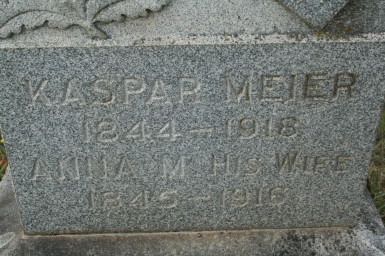 KASPAR MEIER
1844 - 1918
ANNA M HIS WIFE
1845 - 1916